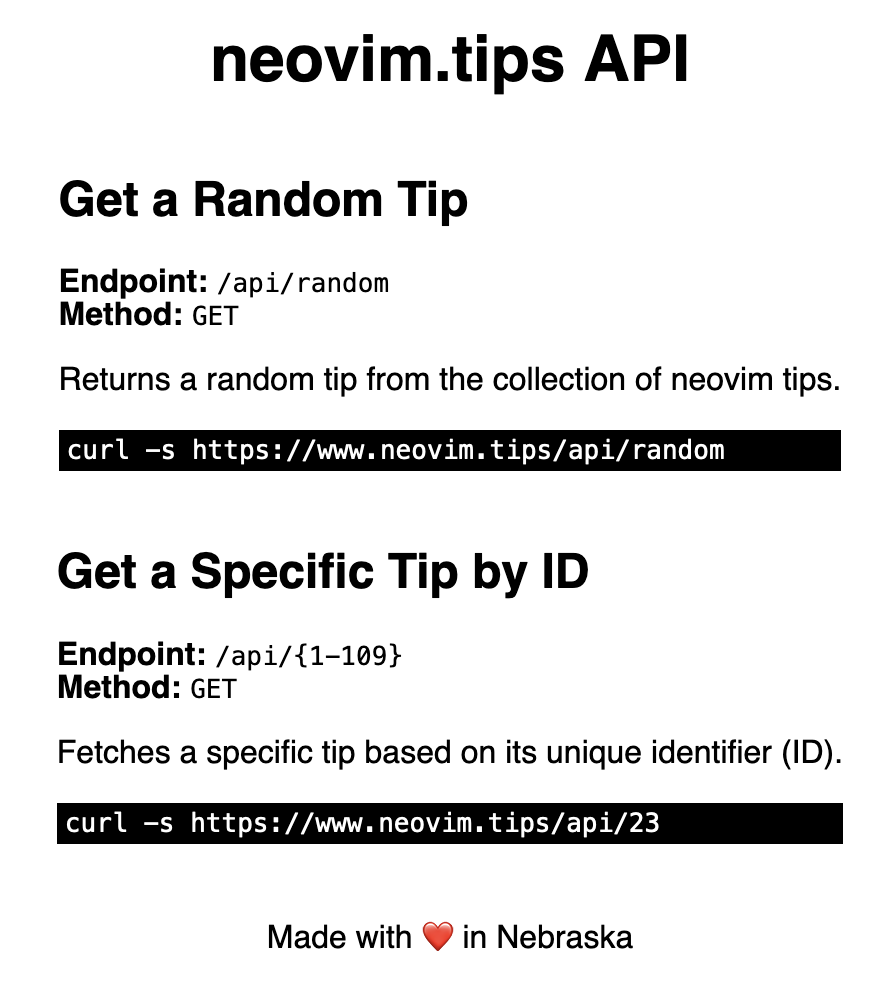 neovim.tips API
Get a Random Tip
Endpoint: /api/random
Method: GET
Returns a random tip from the collection of neovim tips.
curl -s https://www.neovim.tips/api/random
Get a Specific Tip by ID
Endpoint: /api/{1-109}
Method: GET
Fetches a specific tip based on its unique identifier (ID).
curl -s https://www.neovim.tips/api/23
Made with ❤️ in Nebraska